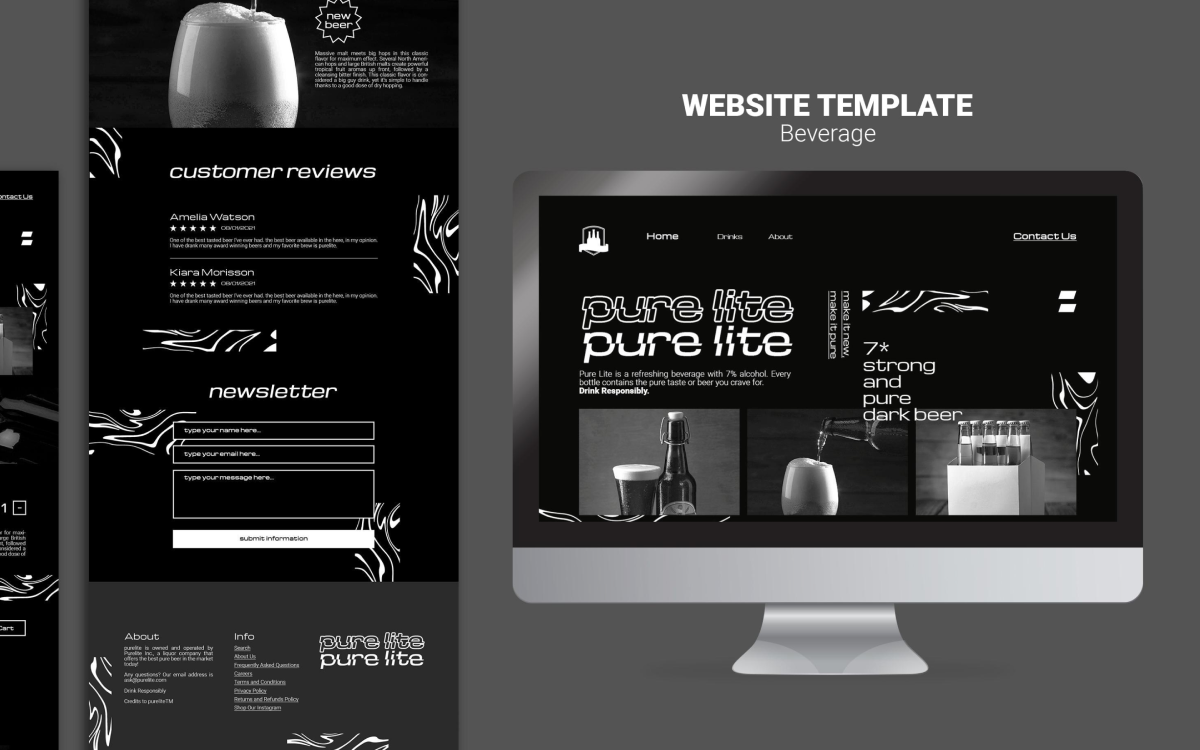 ontact Us
1
-
x for maxi-
arge British
t, followed
onsidered a
ood dose of
Cart
new
beer
Massive malt meets big hops in this classic
flavor for maximum effect. Several North Ameri-
can hops and large British malts create powerful
tropical fruit aromas up front, followed by a
cleansing bitter finish. This classic flavor is con-
sidered a big guy drink, yet it's simple to handle
thanks to a good dose of dry hopping.
customer reviews
Amelia Watson
★★★★★ 08/01/2021
One of the best tasted beer I've ever had. the best beer available in the here, in my opinion.
I have drank many award winning beers and my favorite brew is purelite.
Kiara Morisson
★★★★★ 08/01/2021
One of the best tasted beer I've ever had. the best beer available in the here, in my opinion.
I have drank many award winning beers and my favorite brew is purelite.
newsletter
type your name here...
type your email here...
type your message here...
submit information
About
purelite is owned and operated by
Purelite Inc., a liquor company that
offers the best pure beer in the market
today!
Any questions? Our email address is
ask@purelife.com
Drink Responsibly
Credits to pureliteTM
Info
Search
About Us
Frequently Asked Questions
Careers
Terms and Conditions
Privacy Policy
Returns and Refunds Policy
Shop Our Instagram
pure lite
pure lite
WEBSITE TEMPLATE
Beverage
Home
Drinks
About
Contact Us
pure lite
pure lite
Pure Lite is a refreshing beverage with 7% alcohol. Every
bottle contains the pure taste or beer you crave for.
Drink Responsibly.
make it new,
make it pure
7*
strong
and
pure
dark beer